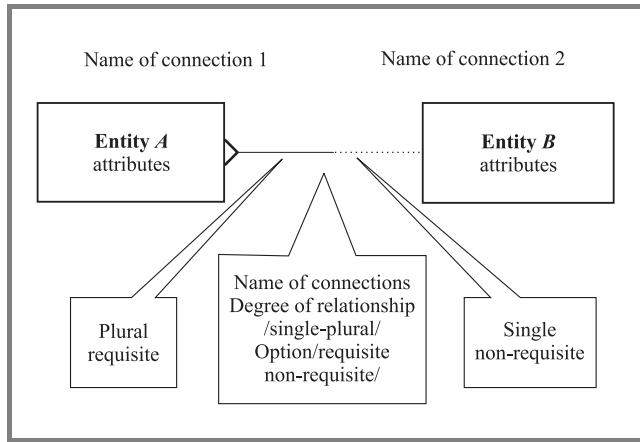 Name of connection 1
Name of connection 2
Entity A
attributes
Entity B
attributes
Plural
requisite
Name of connections
Degree of relationship
/single-plural/
Option/requisite
non-requisite/
Single
non-requisite